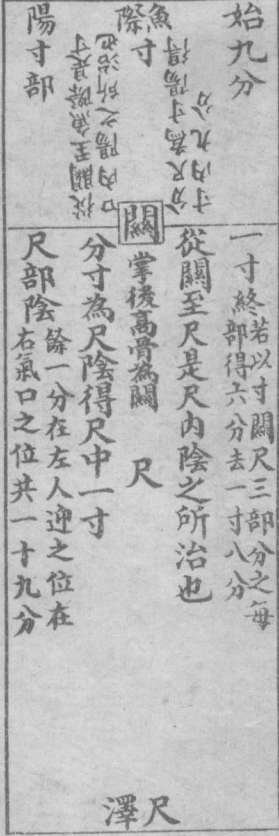 始九分
分尺為寸陽得
寸內九分
魚際
寸
從關至魚際是寸
口內陽之所治也
陽寸部
關
一寸終
若以寸關尺三部分之每
部得六分去一寸八分
從關至尺是尺內陰之所治也
掌後高骨為關
尺
分寸為尺陰得尺中一寸
尺部陰
餘一分在左人迎之位在
右氣口之位共一十九分
尺澤